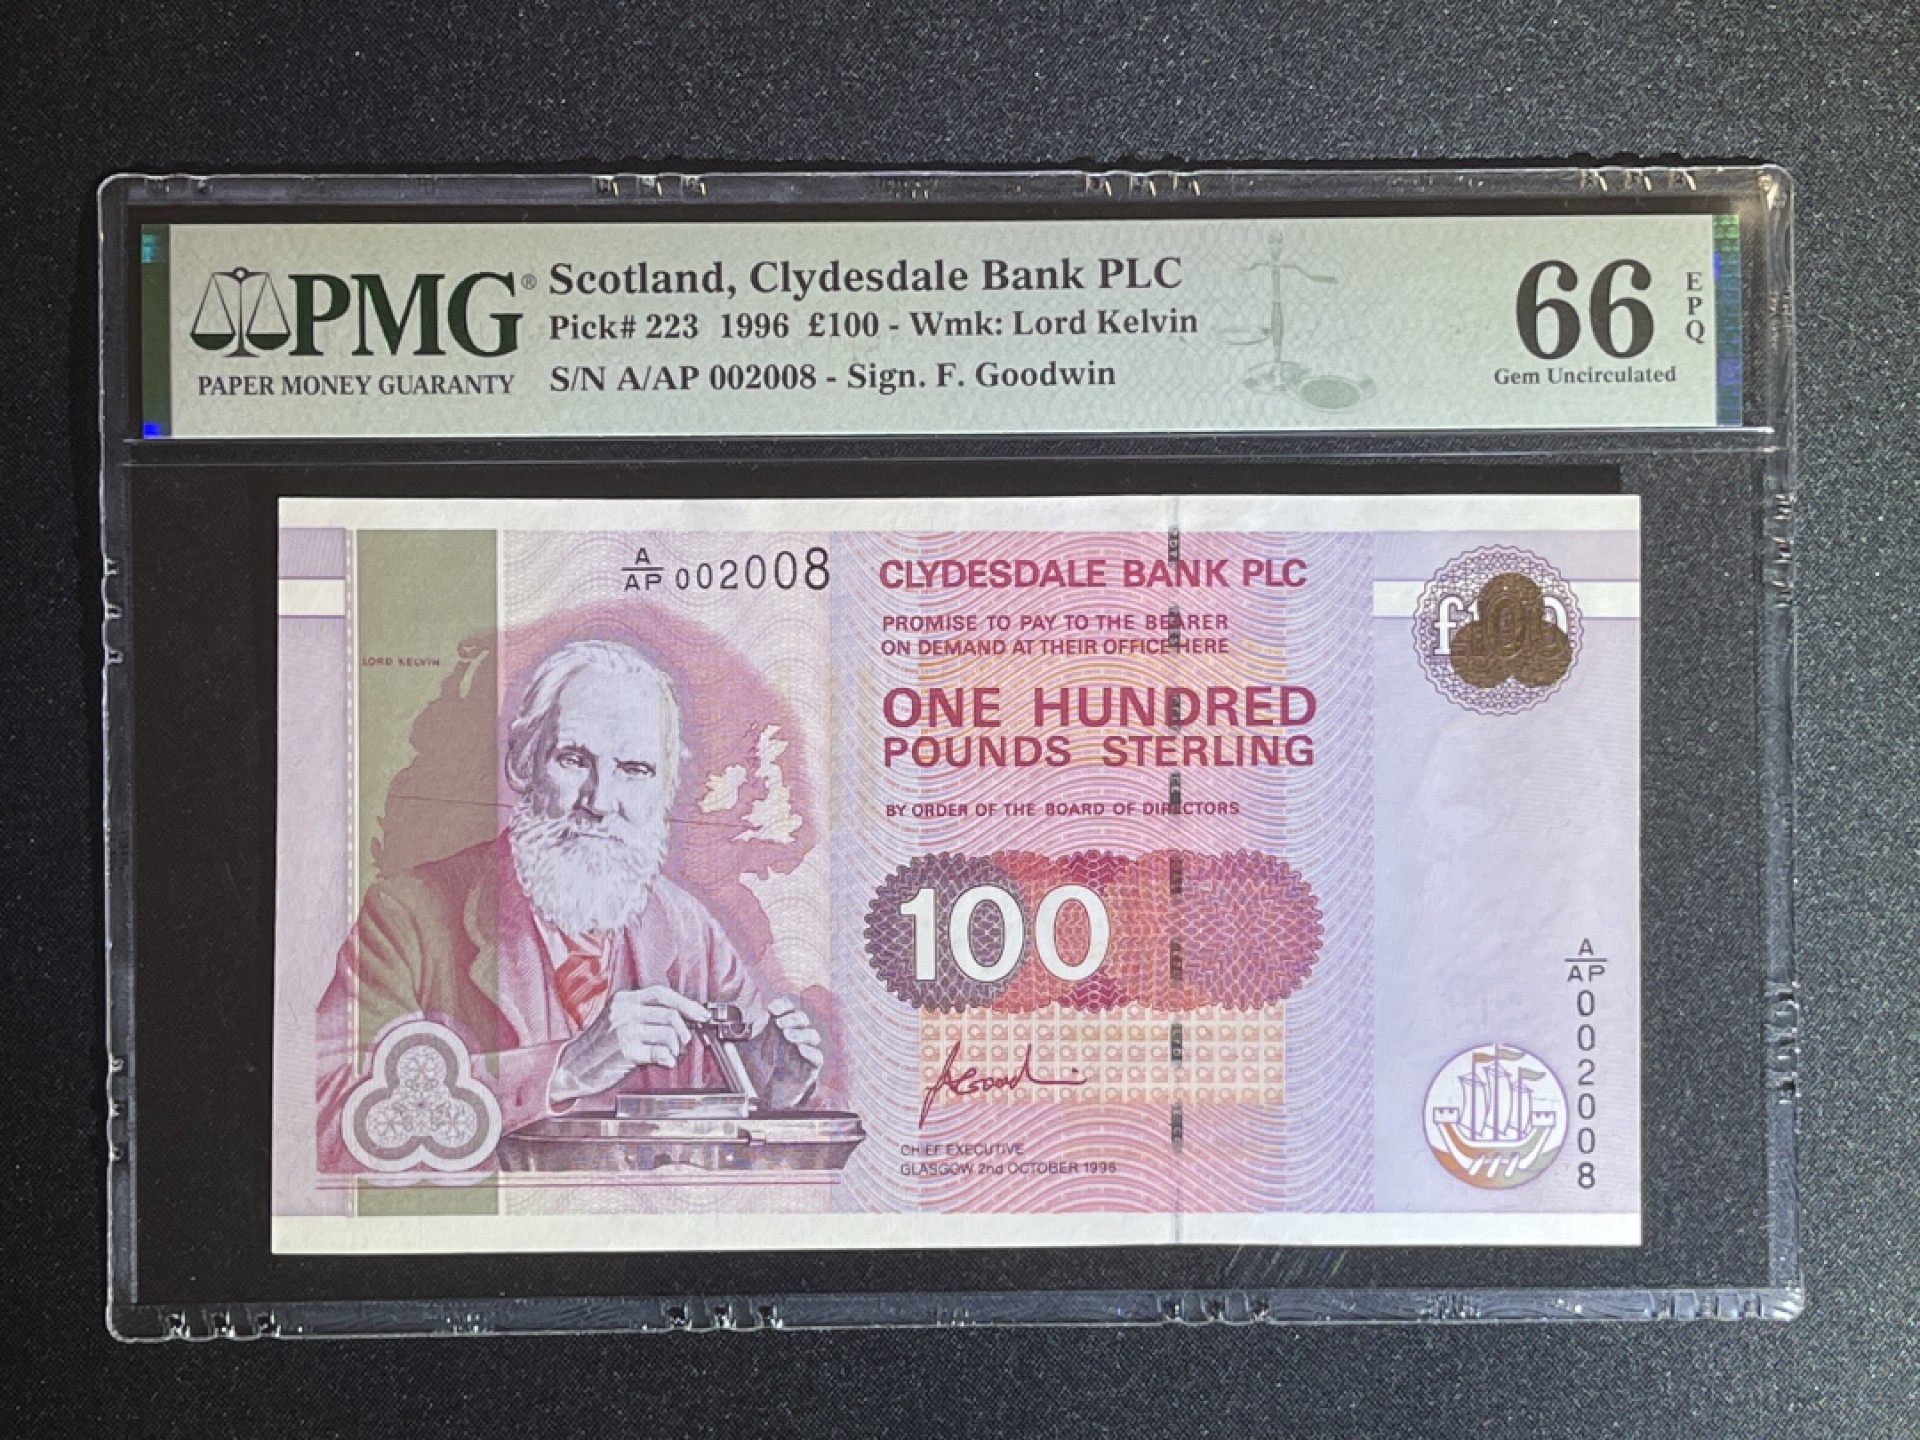 PMG®
PAPER MONEY GUARANTY
Scotland, Clydesdale Bank PLC
Pick# 223 1996 £100 - Wmk: Lord Kelvin
S/N A/AP 002008 - Sign. F. Goodwin
66
EPQ
Gem Uncirculated
A/AP 002008
CLYDESDALE BANK PLC
PROMISE TO PAY TO THE BEARER
ON DEMAND AT THEIR OFFICE HERE
ONE HUNDRED
POUNDS STERLING
BY ORDER OF THE BOARD OF DIRECTORS
£100
LORD KELVIN
100
CHIEF EXECUTIVE
GLASGOW 2nd OCTOBER 1996
A/AP 002008